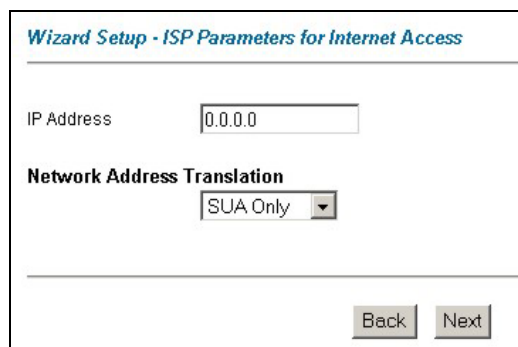 Wizard Setup - ISP Parameters for Internet Access
IP Address 0.0.0.0
Network Address Translation
SUA Only
Back Next